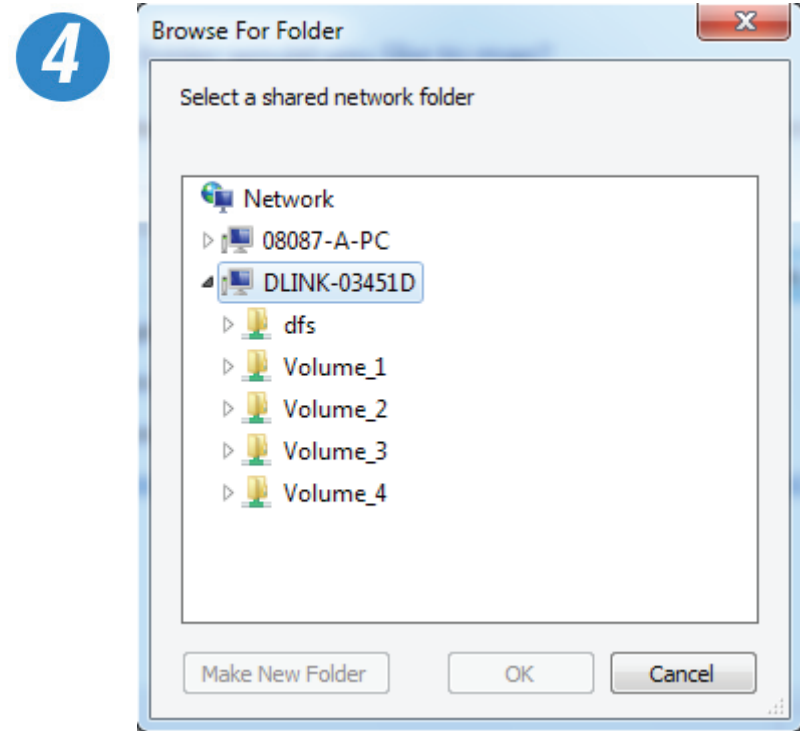 4
Browse For Folder
Select a shared network folder
Network
08087-A-PC
DLINK-03451D
dfs
Volume_1
Volume_2
Volume_3
Volume_4
Make New Folder
OK
Cancel